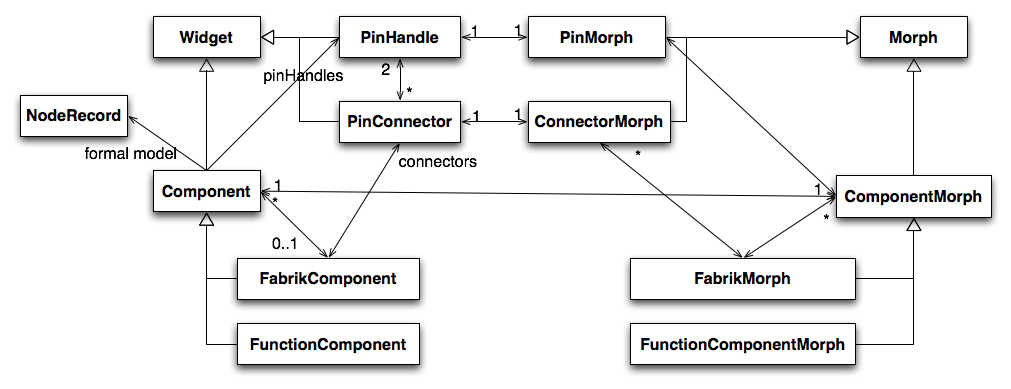 Widget
PinHandle
1
1
PinMorph
Morph
pinHandles
2
*
NodeRecord
PinConnector
1
1
ConnectorMorph
formal model
connectors
*
Component
1
1
ComponentMorph
*
*
0..1
FabrikComponent
FabrikMorph
FunctionComponent
FunctionComponentMorph